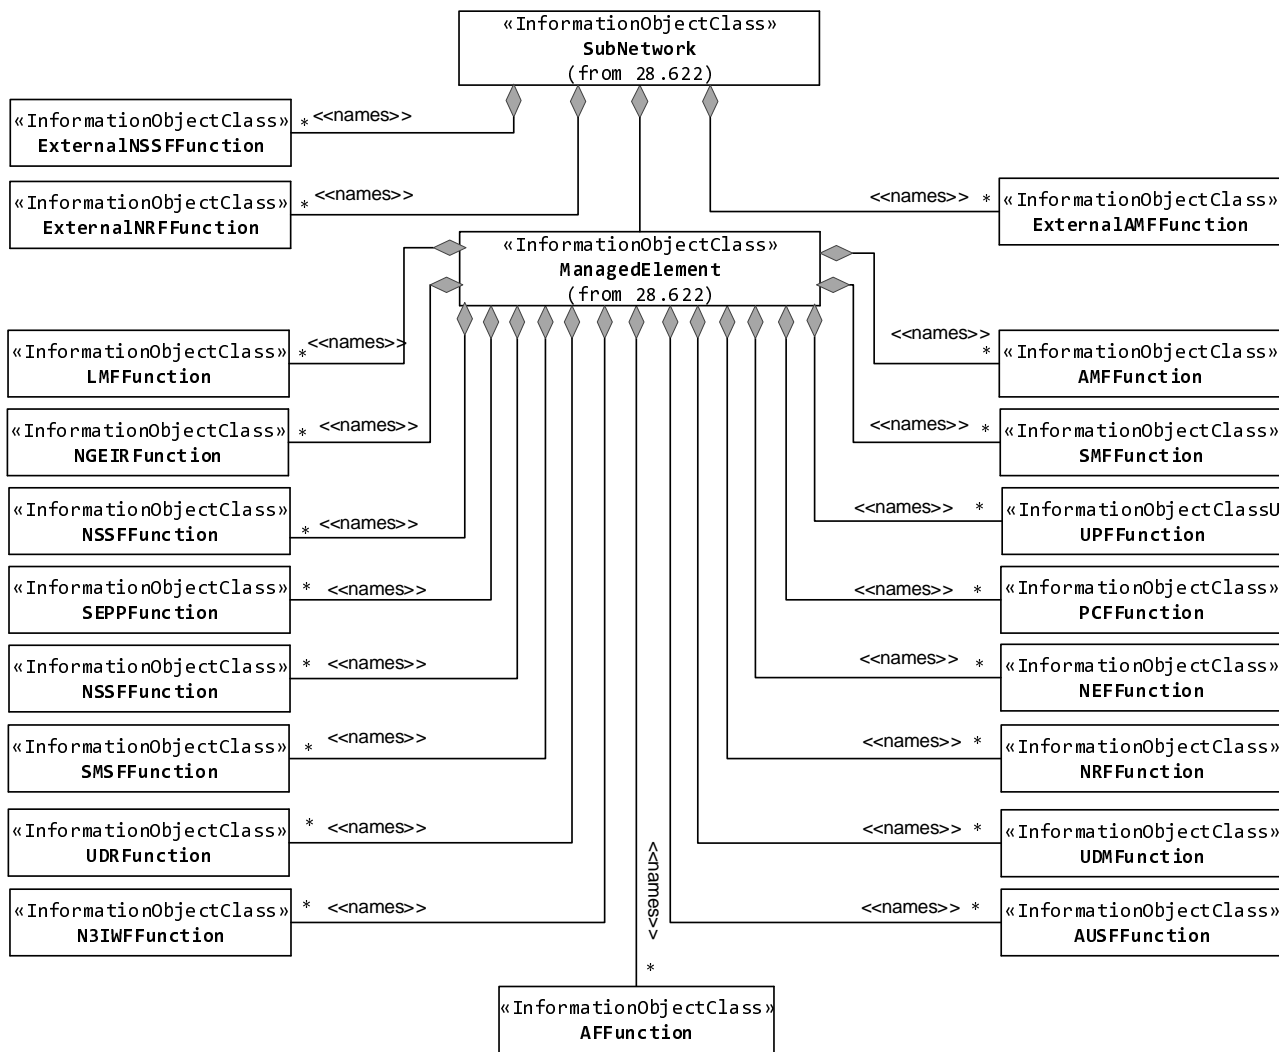 «InformationObjectClass»
SubNetwork
(from 28.622)
«InformationObjectClass»
ExternalNSSFFunction
* <<names>>
«InformationObjectClass»
ExternalNRFFunction
* <<names>>
<<names>> *
«InformationObjectClass»
ExternalAMFFunction
«InformationObjectClass»
ManagedElement
(from 28.622)
«InformationObjectClass»
LMFFunction
* <<names>>
<<names>>
*
«InformationObjectClass»
AMFFunction
«InformationObjectClass»
NGEIRFunction
* <<names>>
<<names>> *
«InformationObjectClass»
SMFFunction
«InformationObjectClass»
NSSFFunction
* <<names>>
<<names>> *
«InformationObjectClassU
UPFFunction
«InformationObjectClass»
SEPPFunction
* <<names>>
<<names>> *
«InformationObjectClass»
PCFFunction
«InformationObjectClass»
NSSFFunction
* <<names>>
<<names>> *
«InformationObjectClass»
NEFFunction
«InformationObjectClass»
SMSFFunction
* <<names>>
<<names>> *
«InformationObjectClass»
NRFFunction
«InformationObjectClass»
UDRFunction
* <<names>>
<<names>> *
«InformationObjectClass»
UDMFunction
«InformationObjectClass»
N3IWFFunction
* <<names>>
<<names>> *
«InformationObjectClass»
AUSFFunction
<<names>>
*
«InformationObjectClass»
AFFunction